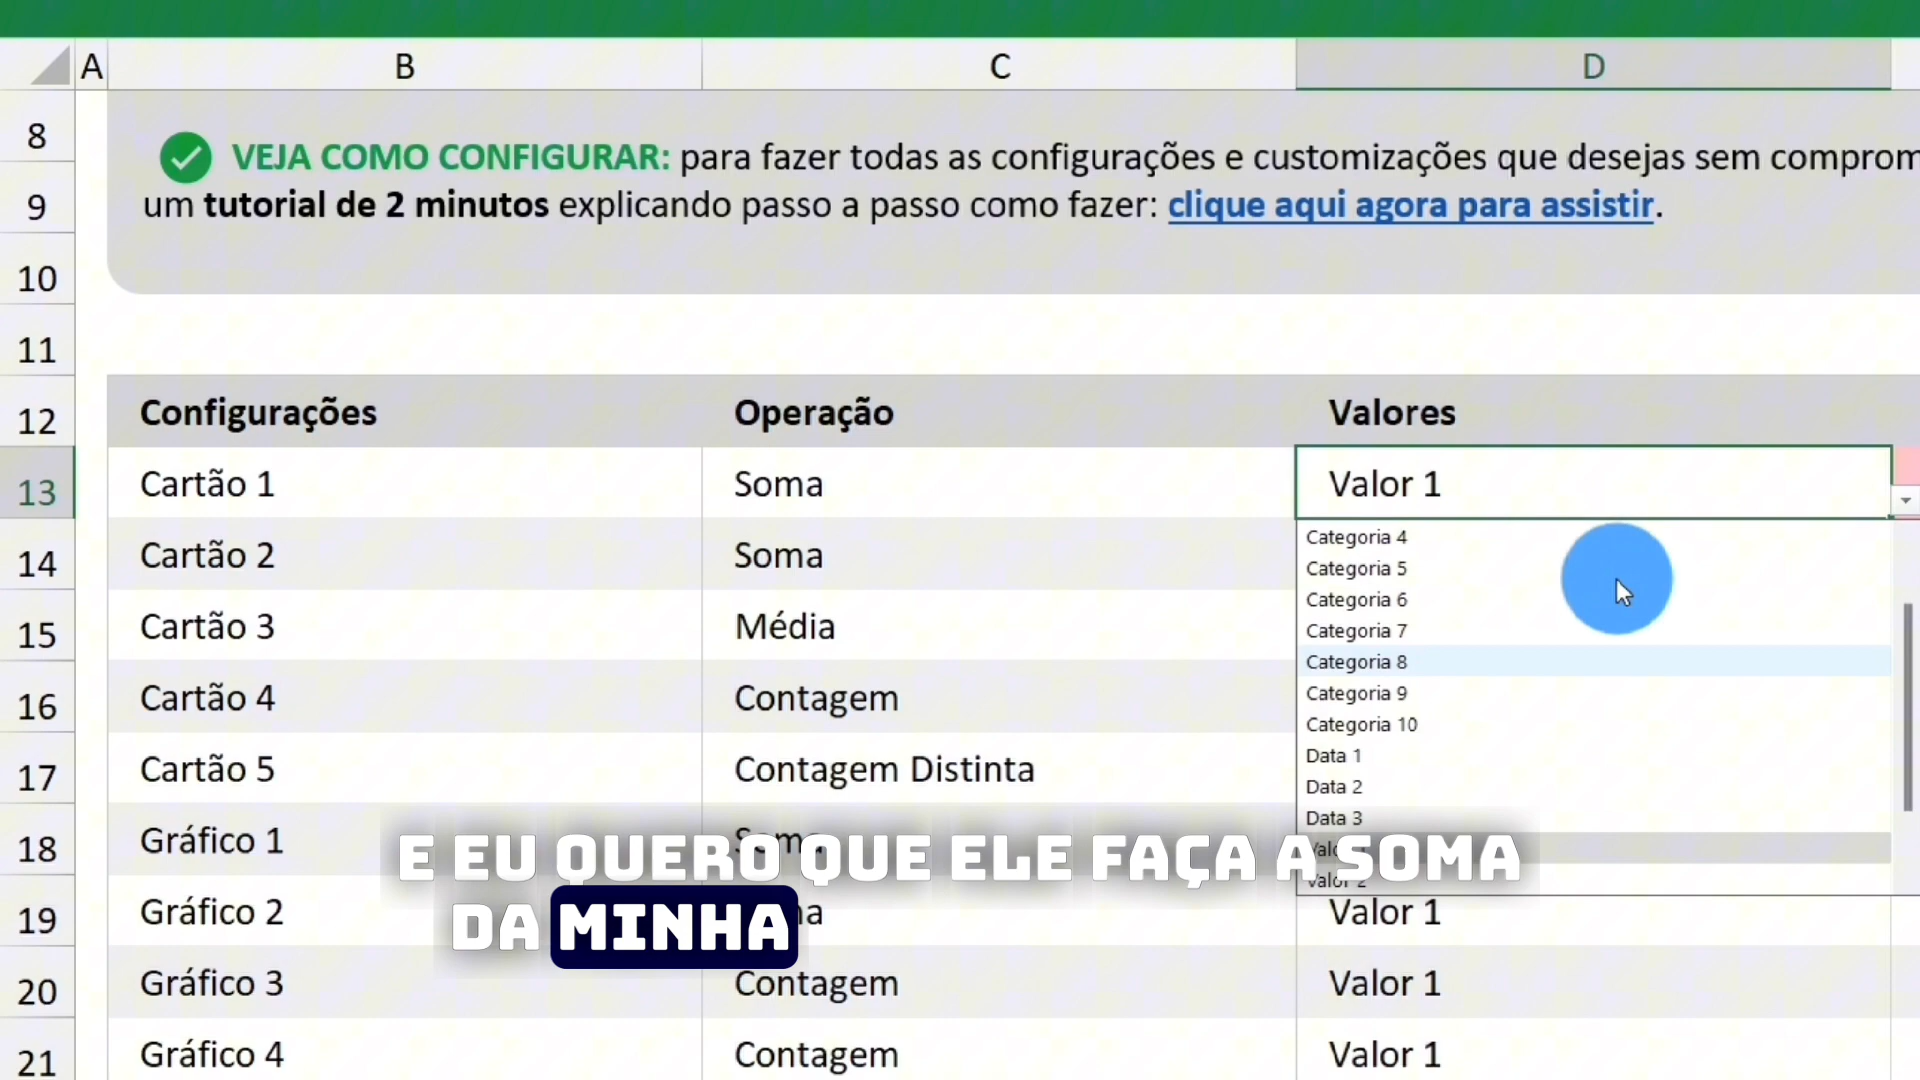 A B C D
8
VEJA COMO CONFIGURAR: para fazer todas as configurações e customizações que desejas sem comprom
9 um tutorial de 2 minutos explicando passo a passo como fazer: clique aqui agora para assistir.
10
11
12 Configurações Operação Valores
13 Cartão 1 Soma Valor 1
Categoria 4
14 Cartão 2 Soma
Categoria 5
Categoria 6
15 Cartão 3 Média
Categoria 7
Categoria 8
16 Cartão 4 Contagem
Categoria 9
Categoria 10
17 Cartão 5 Contagem Distinta
Data 1
Data 2
Data 3
18 Gráfico 1 Soma
Valor 2
E EU QUERO QUE ELE FAÇA A SOMA
DA MINHA
19 Gráfico 2 Valor 1
20 Gráfico 3 Contagem Valor 1
21 Gráfico 4 Contagem Valor 1